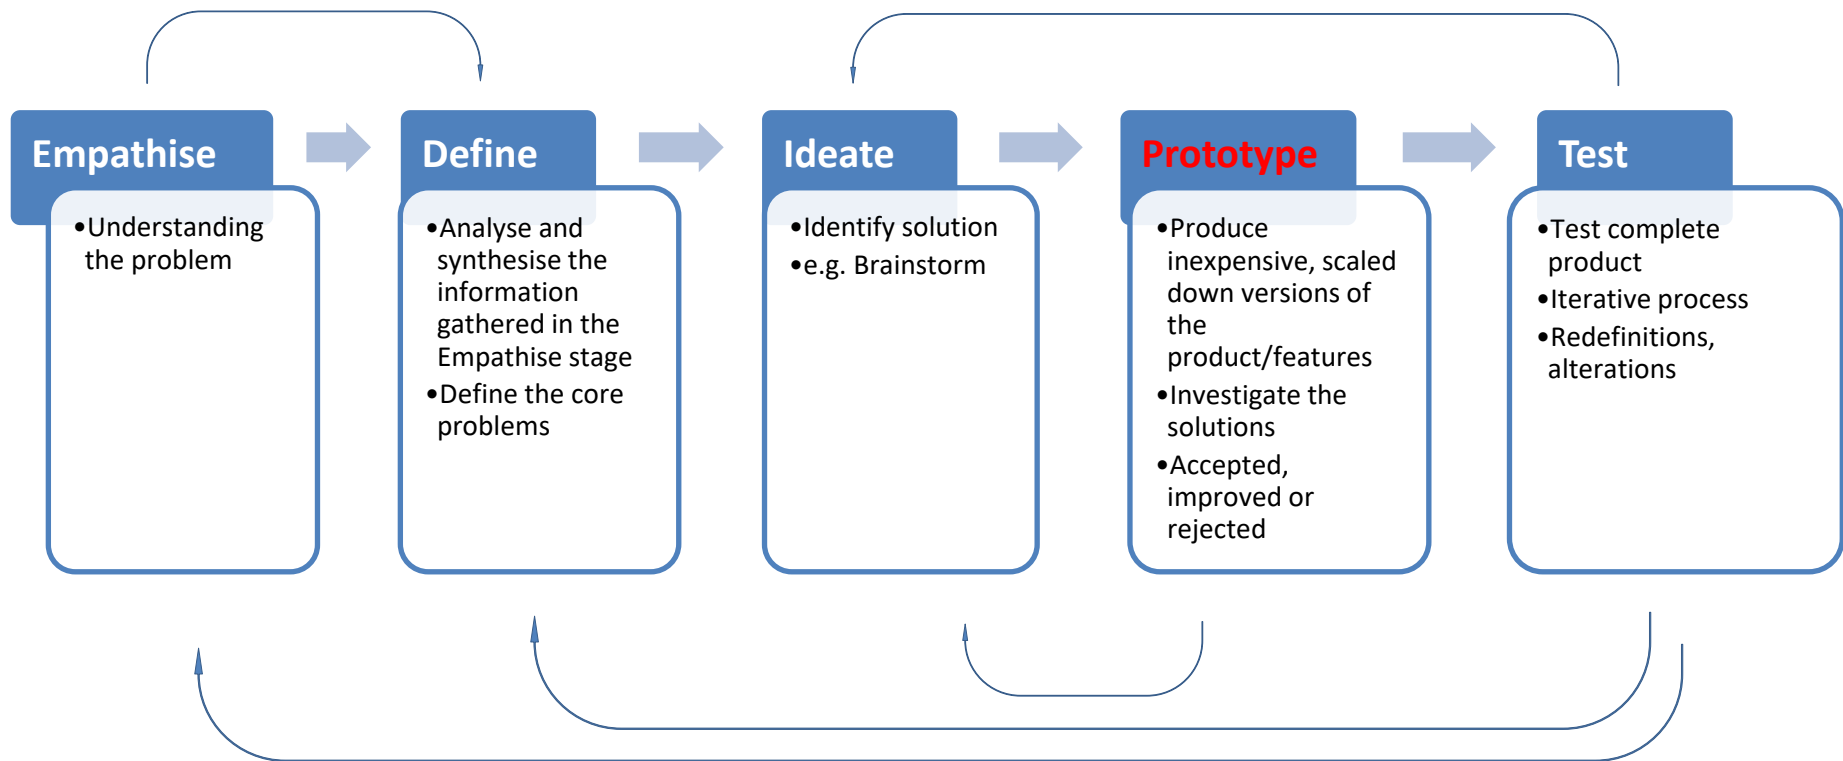 Empathise
•Understanding
the problem
Define
•Analyse and
synthesise the
information
gathered in the
Empathise stage
•Define the core
problems
Ideate
•Identify solution
•e.g. Brainstorm
Prototype
•Produce
inexpensive, scaled
down versions of
the
product/features
•Investigate the
solutions
•Accepted,
improved or
rejected
Test
•Test complete
product
•Iterative process
•Redefinitions,
alterations